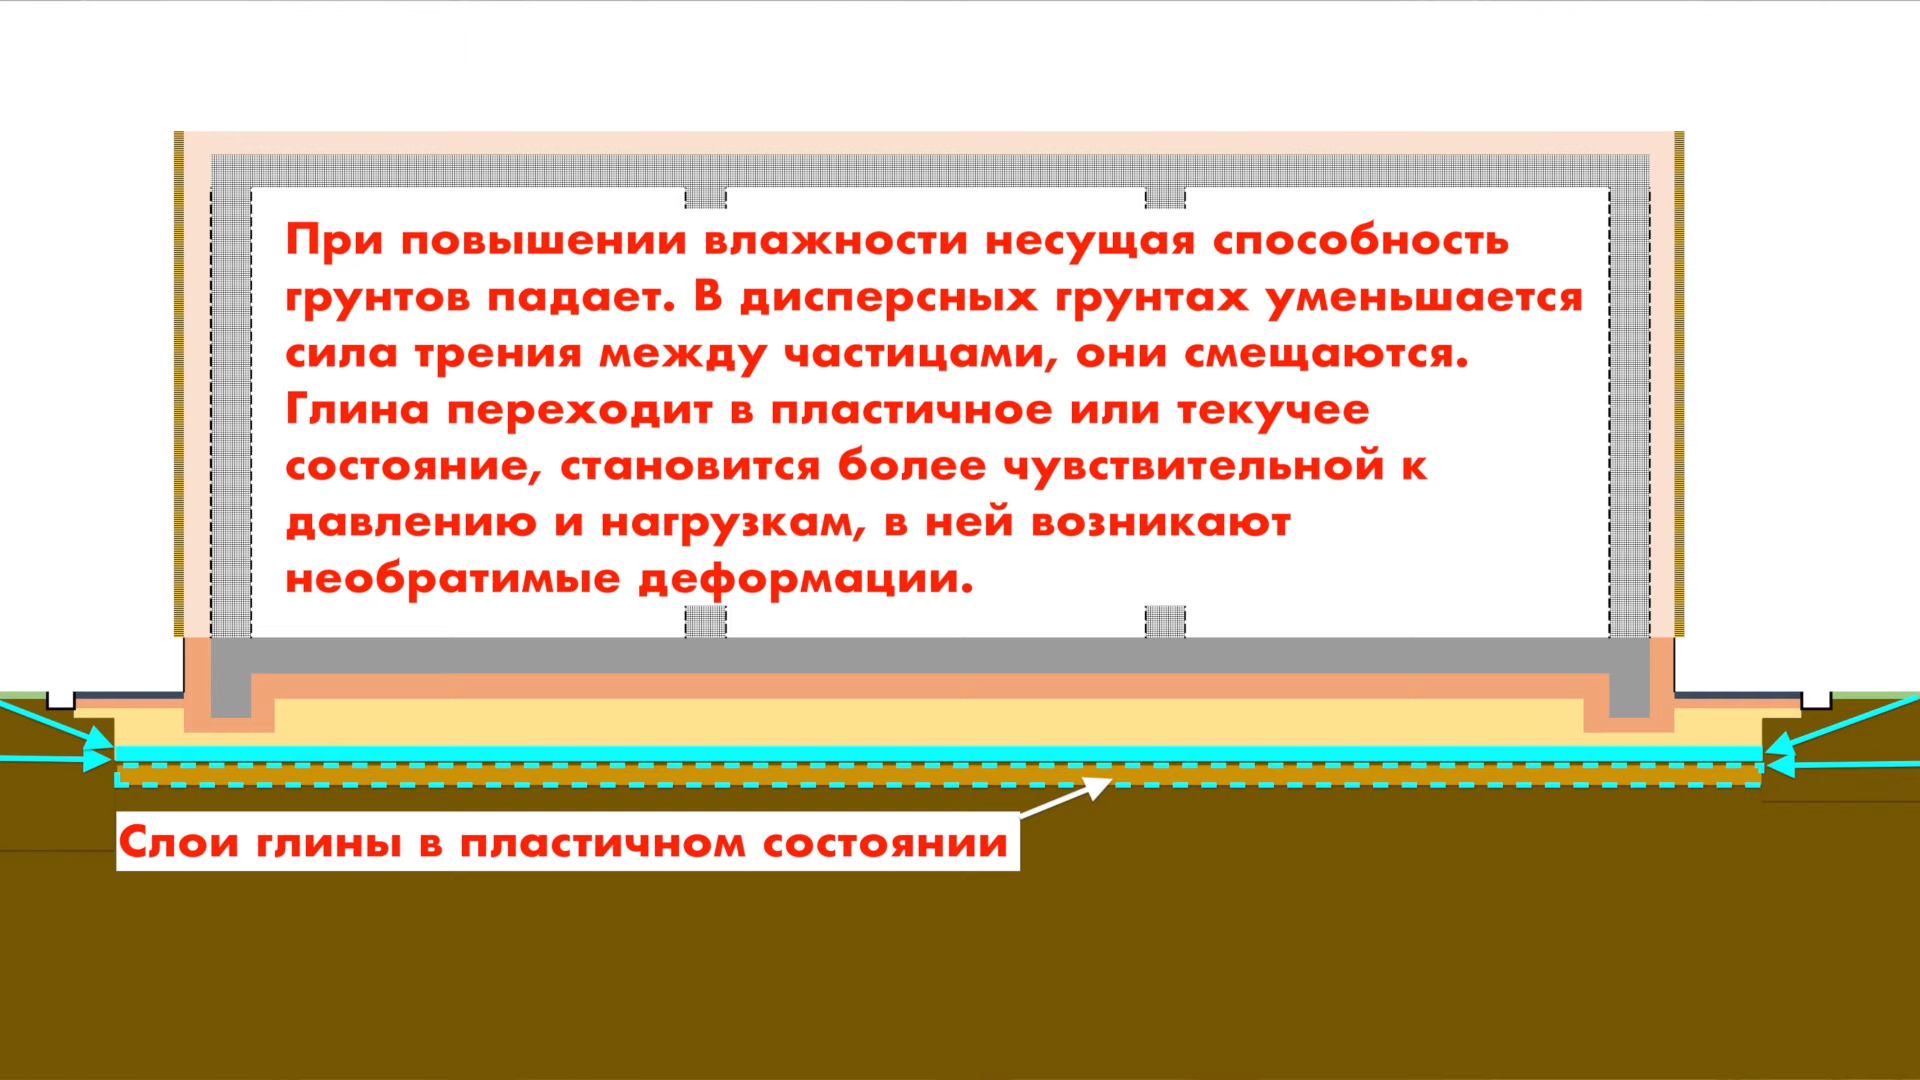 При повышении влажности несущая способность
грунтов падает. В дисперсных грунтах уменьшается
сила трения между частицами, они смещаются.
Глина переходит в пластичное или текучее
состояние, становится более чувствительной к
давлению и нагрузкам, в ней возникают
необратимые деформации.
Слои глины в пластичном состоянии